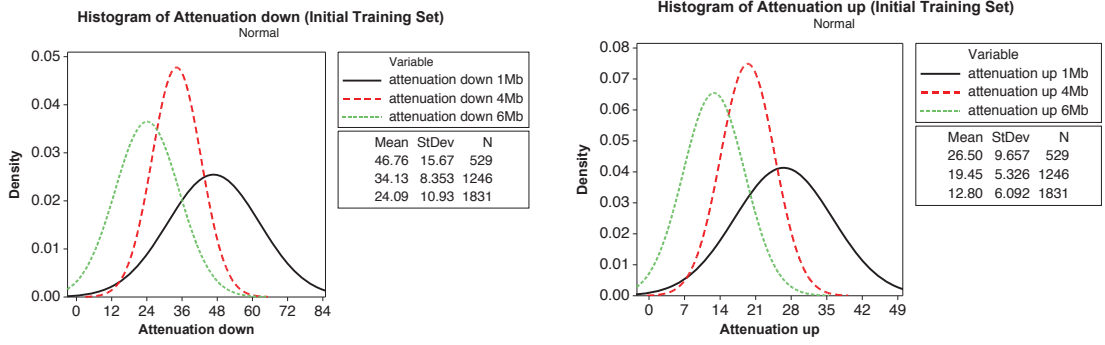 Histogram of Attenuation down (Initial Training Set)
Normal
0.05
0.04
0.03
0.02
0.01
0.00
Density
0 12 24 36 48 60 72 84
Attenuation down
Variable
attenuation down 1Mb
attenuation down 4Mb
attenuation down 6Mb
Mean StDev N
46.76 15.67 529
34.13 8.353 1246
24.09 10.93 1831
Histogram of Attenuation up (Initial Training Set)
Normal
0.08
0.07
0.06
0.05
0.04
0.03
0.02
0.01
0.00
Density
0 7 14 21 28 35 42 49
Attenuation up
Variable
attenuation up 1Mb
attenuation up 4Mb
attenuation up 6Mb
Mean StDev N
26.50 9.657 529
19.45 5.326 1246
12.80 6.092 1831